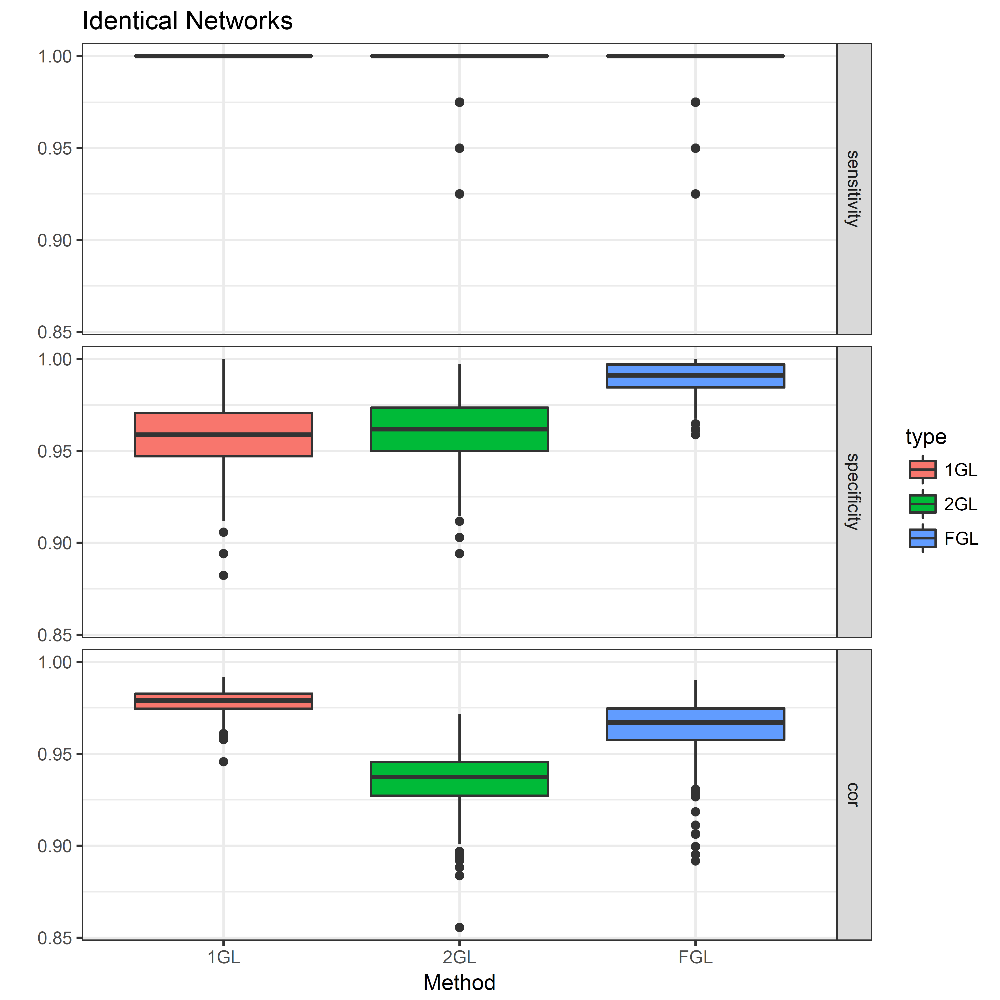 Identical Networks
1.00
0.95
0.90
0.85
sensitivity
1.00
0.95
0.90
0.85
specificity
1.00
0.95
0.90
0.85
cor
1GL
2GL
FGL
Method
type
1GL
2GL
FGL